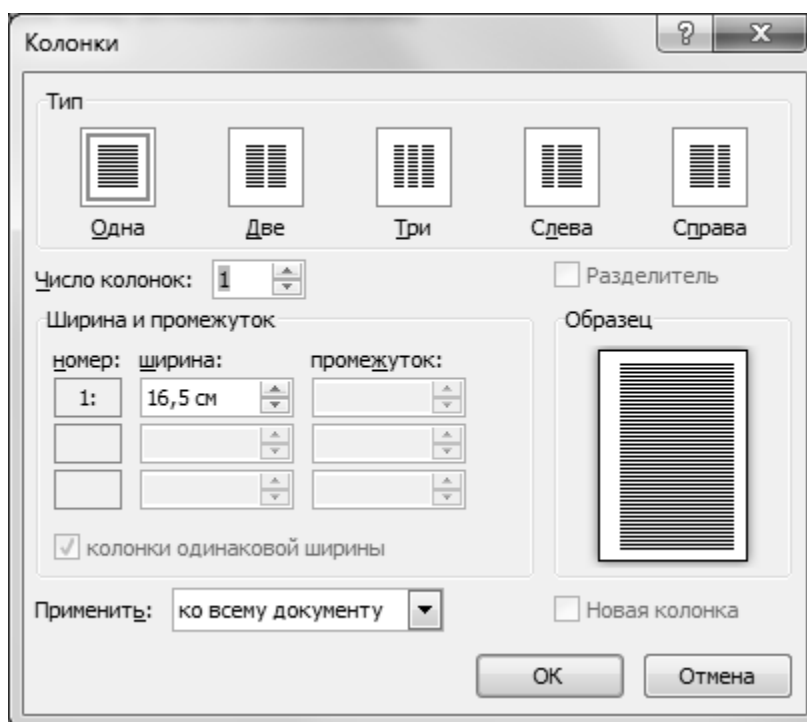 Колонки
Тип
Одна Две Три Слева Справа
Число колонок: 1 Разделитель
Ширина и промежуток Образец
номер: ширина: промежуток:
1: 16,5 см
колонки одинаковой ширины
Применить: ко всему документу Новая колонка
ОК Отмена